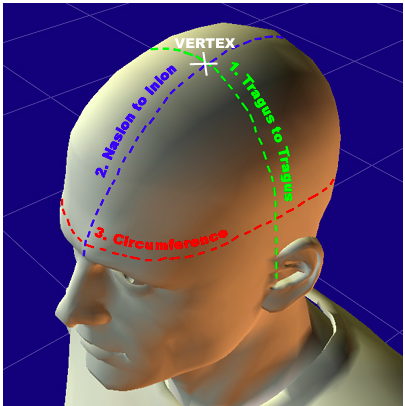 VERTEX
1. Tragus to Tragus
2. Nasion to Inion
3. Circumference